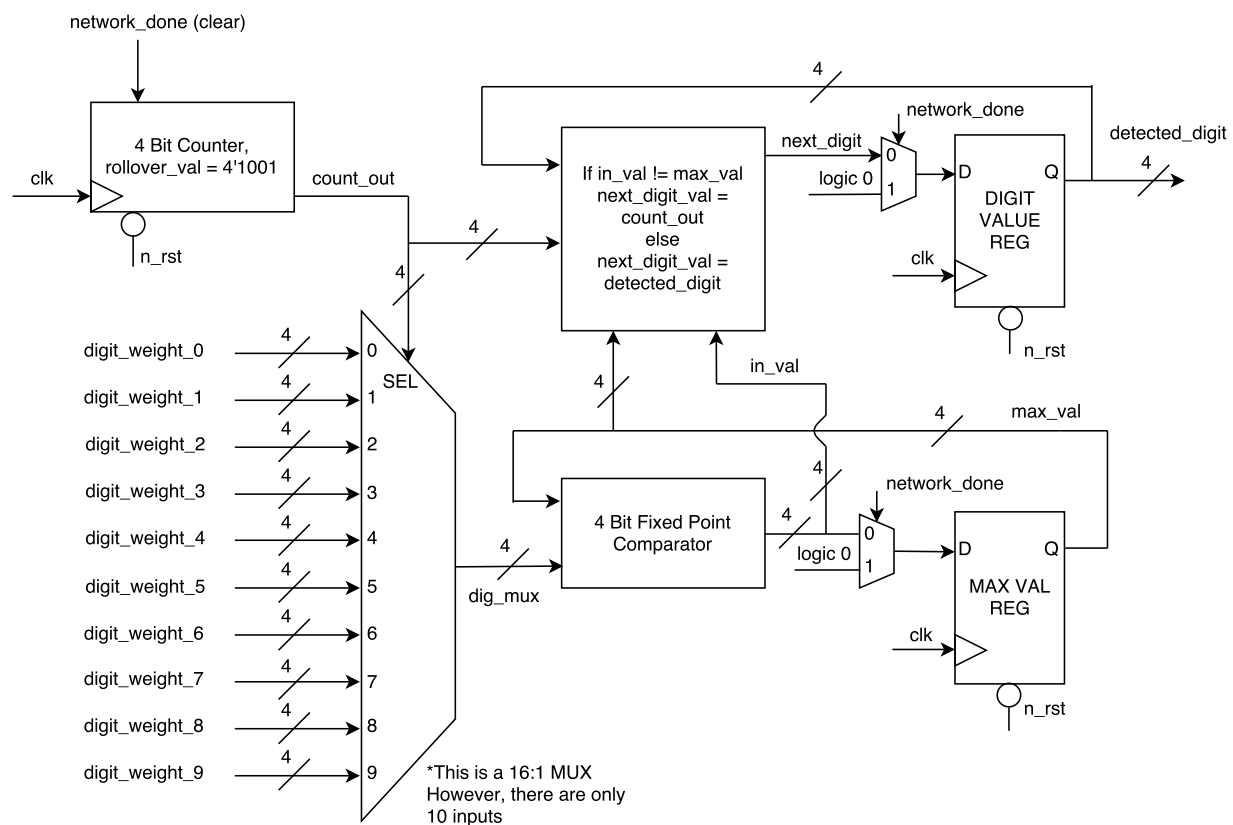 network_done (clear)
4 Bit Counter,
rollover_val = 4'1001
clk
count_out
n_rst
4
4
4
If in_val != max_val
next_digit_val =
count_out
else
next_digit_val =
detected_digit
next_digit
network_done
0
logic 0
1
D
Q
DIGIT
VALUE
REG
clk
n_rst
detected_digit
4
digit_weight_0
4
0
SEL
digit_weight_1
4
1
digit_weight_2
4
2
digit_weight_3
4
3
digit_weight_4
4
4
digit_weight_5
4
5
digit_weight_6
4
6
digit_weight_7
4
7
digit_weight_8
4
8
digit_weight_9
4
9
*This is a 16:1 MUX
However, there are only
10 inputs
4
dig_mux
4
in_val
4
max_val
4 Bit Fixed Point
Comparator
4
4
network_done
0
logic 0
1
D
Q
MAX VAL
REG
clk
n_rst